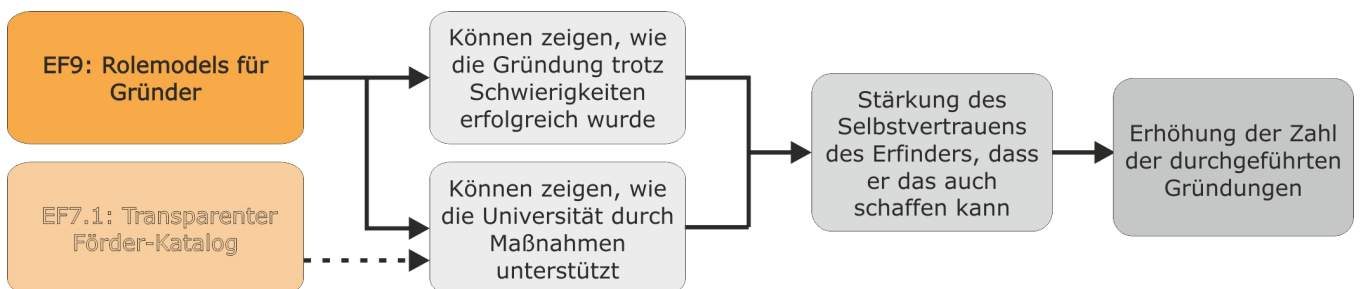 EF9: Rolemodels für
Gründer
Können zeigen, wie
die Gründung trotz
Schwierigkeiten
erfolgreich wurde
EF7.1: Transparenter
Förder-Katalog
Können zeigen, wie
die Universität durch
Maßnahmen
unterstützt
Stärkung des
Selbstvertrauens
des Erfinders, dass
er das auch
schaffen kann
Erhöhung der Zahl
der durchgeführten
Gründungen